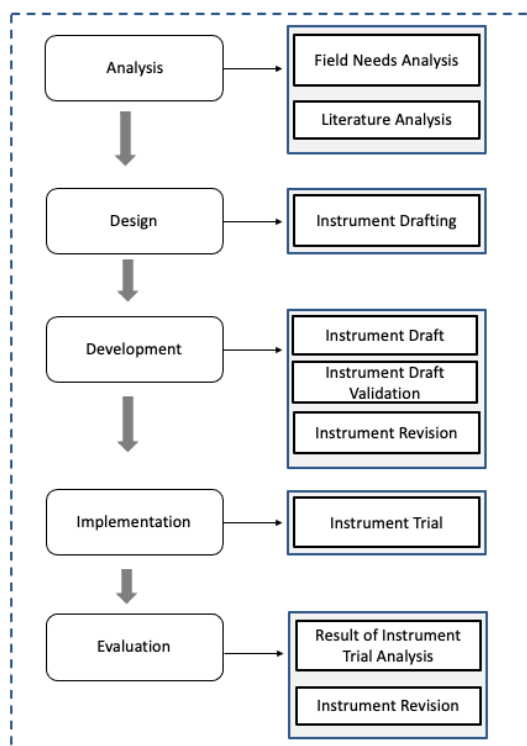 Analysis
Field Needs Analysis
Literature Analysis
Design
Instrument Drafting
Development
Instrument Draft
Instrument Draft
Validation
Instrument Revision
Implementation
Instrument Trial
Evaluation
Result of Instrument
Trial Analysis
Instrument Revision